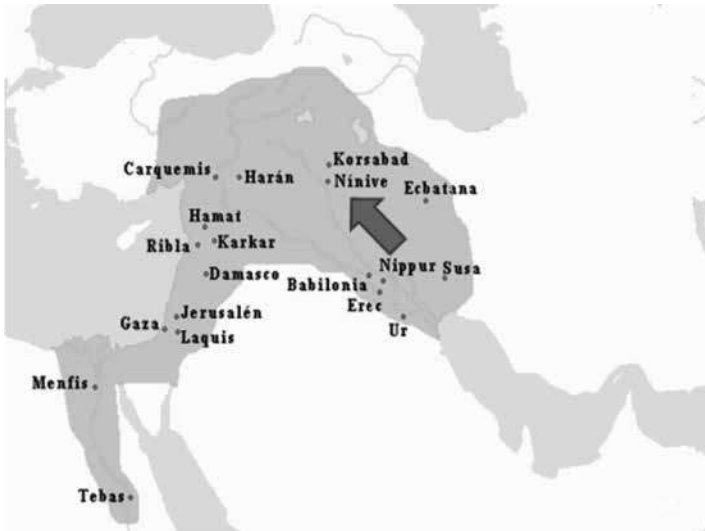 Korsabad
Carquemis
Harán
Nínive
Ecbatana
Hamat
Ribla
Karkar
Damasco
Nippur
Susa
Babilonia
Erec
Jerusalén
Gaza
Ur
Laquis
Menfis
Tebas